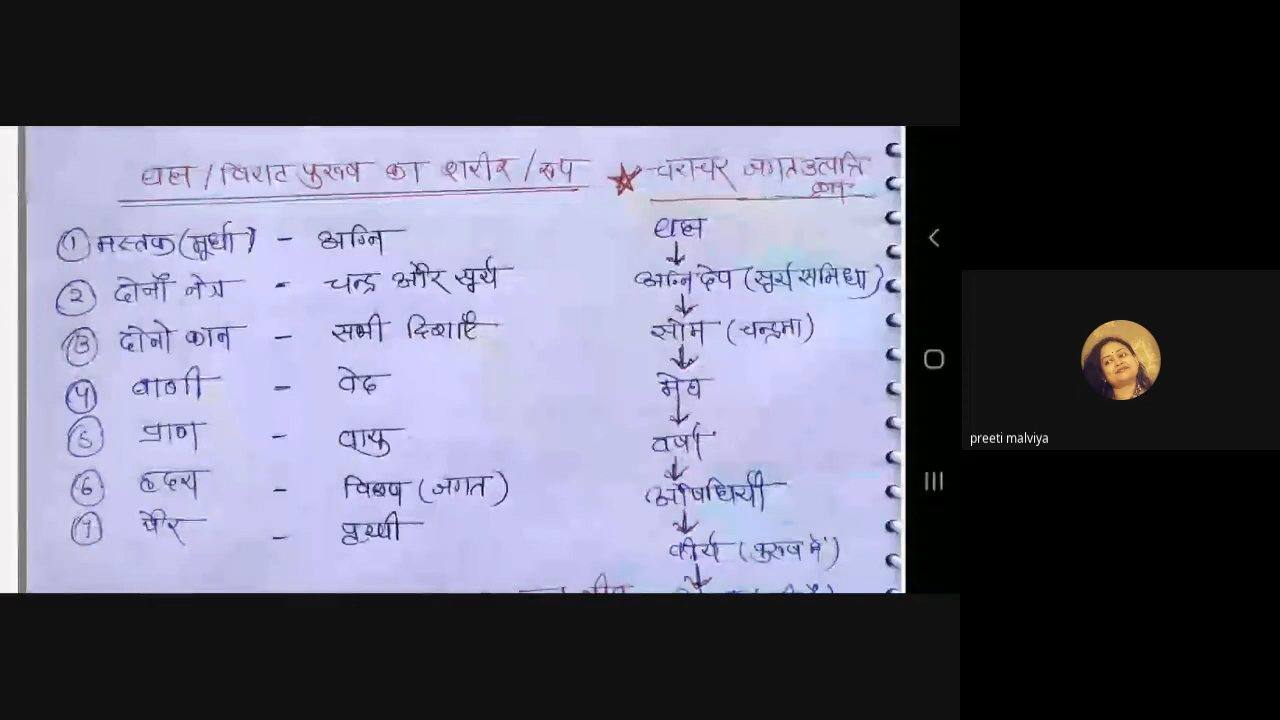 ब्रह्म / विराट पुरुष का शरीर / रूप
★ चराचर जगत उत्पत्ति क्रम
① मस्तक (मूर्धा) - अग्नि
② दोनों नेत्र - चन्द्र और सूर्य
③ दोनो कान - सभी दिशाएँ
④ वाणी - वेद
⑤ प्राण - वायु
⑥ हृदय - विश्व (जगत)
⑦ पैर - पृथ्वी
ब्रह्म
↓
अग्निदेव (सूर्य समिधा)
↓
सोम (चन्द्रमा)
↓
मेघ
↓
वर्षा
↓
औषधियाँ
↓
वीर्य (पुरुष में)
↓
preeti malviya